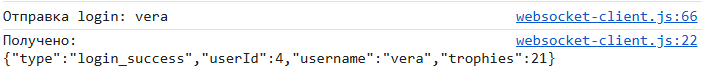 Отправка login: vera websocket-client.js:66
Получено: websocket-client.js:22
{"type":"login_success","userId":4,"username":"vera","trophies":21}